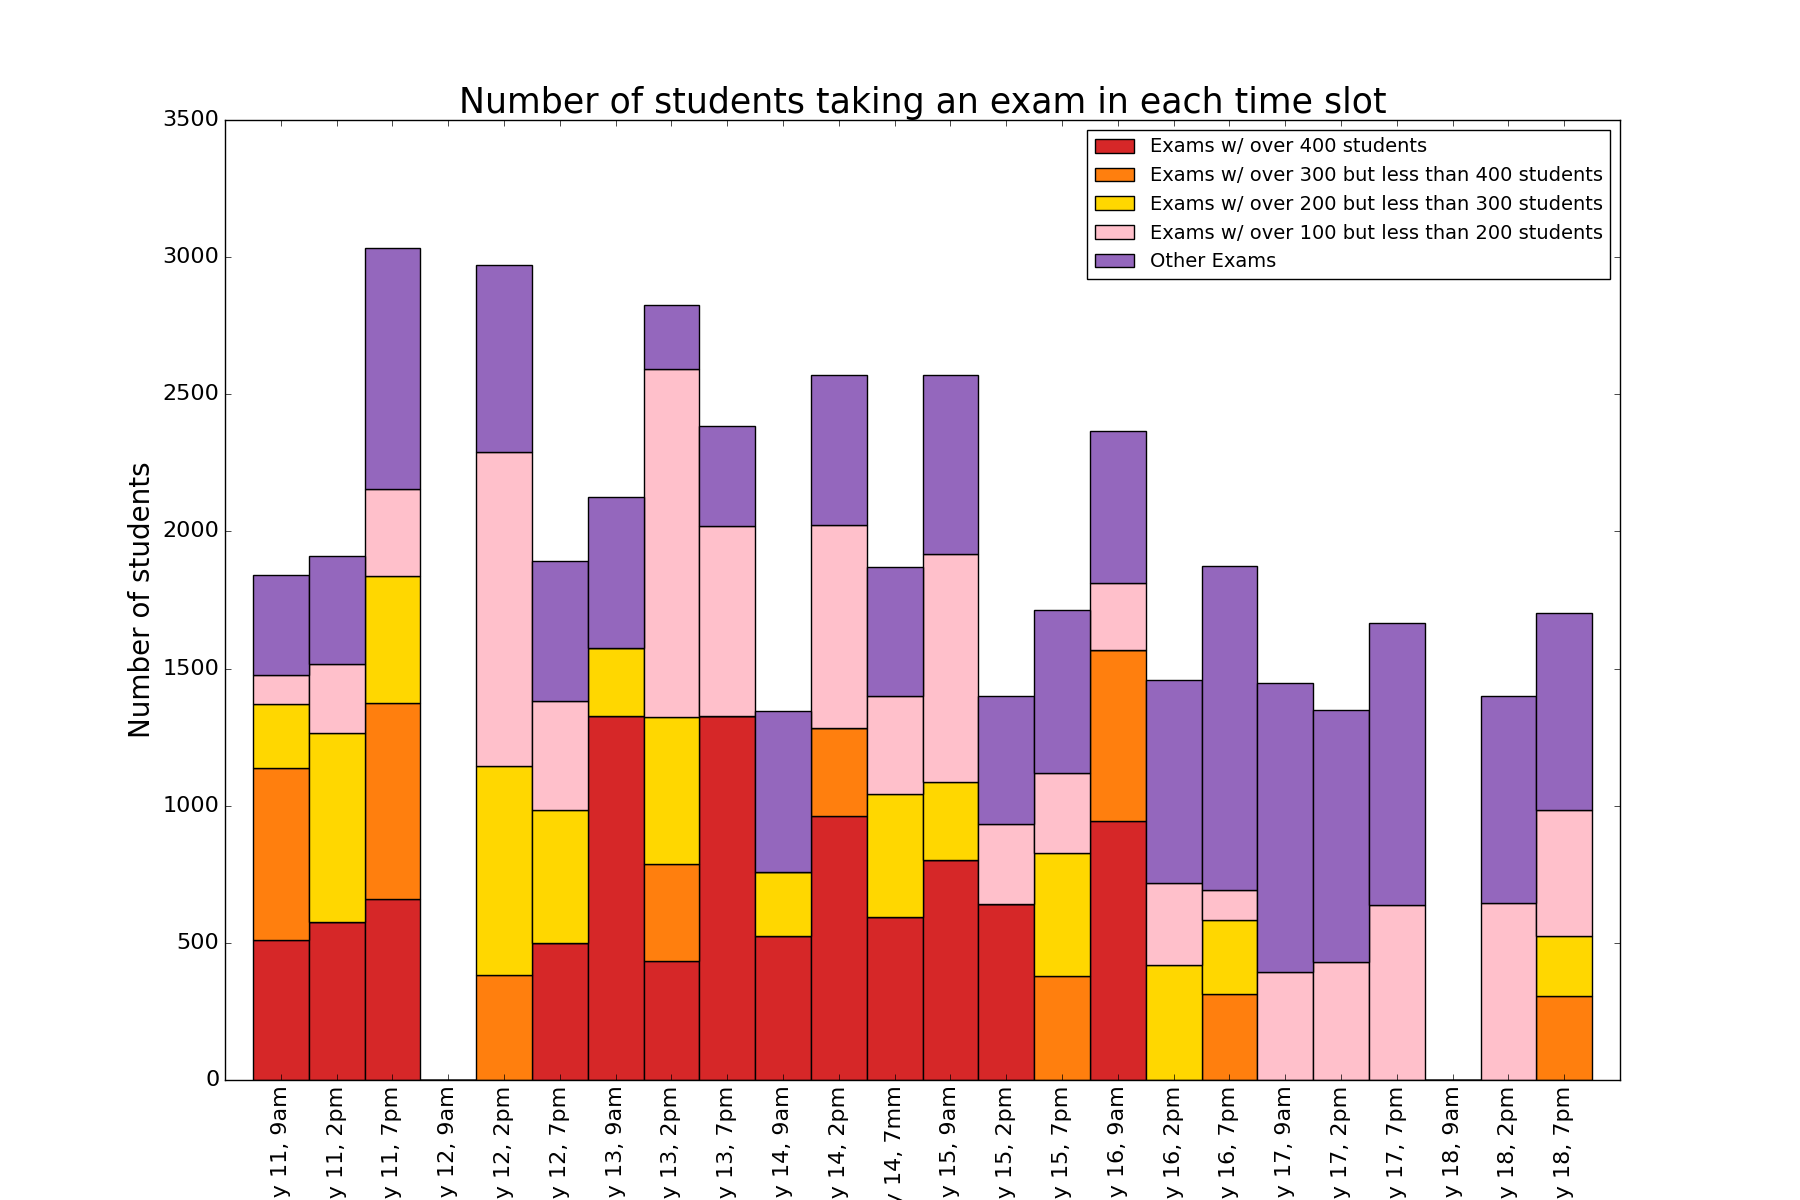 Number of students taking an exam in each time slot
Exams w/ over 400 students
Exams w/ over 300 but less than 400 students
Exams w/ over 200 but less than 300 students
Exams w/ over 100 but less than 200 students
Other Exams
Number of students
3500
3000
2500
2000
1500
1000
500
0
y 11, 9am
y 11, 2pm
y 11, 7pm
y 12, 9am
y 12, 2pm
y 12, 7pm
y 13, 9am
y 13, 2pm
y 13, 7pm
y 14, 9am
y 14, 2pm
y 14, 7mm
y 15, 9am
y 15, 2pm
y 15, 7pm
y 16, 9am
y 16, 2pm
y 16, 7pm
y 17, 9am
y 17, 2pm
y 17, 7pm
y 18, 9am
y 18, 2pm
y 18, 7pm